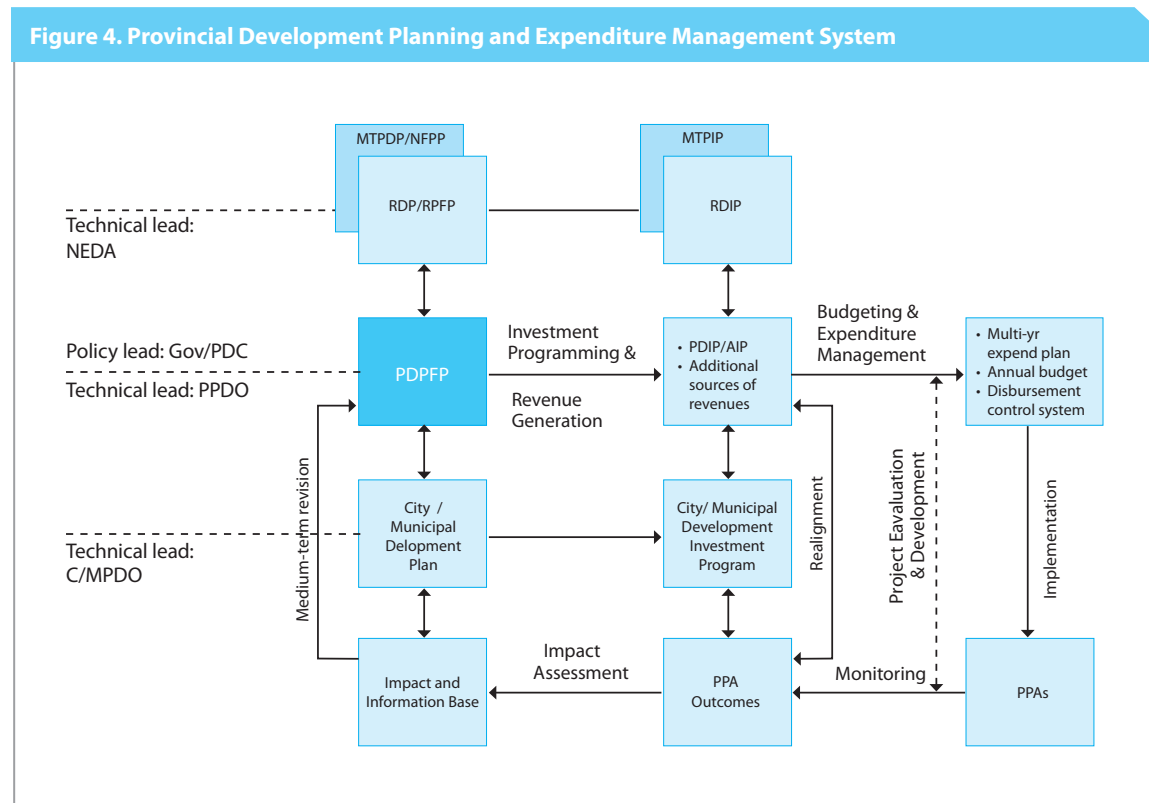 Figure 4. Provincial Development Planning and Expenditure Management System
MTPDP/NFPP
MTPIP
RDP/RPFP
RDIP
Technical lead:
NEDA
Policy lead: Gov/PDC
Technical lead: PPDO
PDPFP
Investment
Programming &
Revenue
Generation
• PDIP/AIP
• Additional
sources of
revenues
Budgeting &
Expenditure
Management
• Multi-yr
expend plan
• Annual budget
• Disbursement
control system
Medium-term revision
City /
Municipal
Delopment
Plan
City/ Municipal
Development
Investment
Program
Realignment
Project Eavaluation
& Development
Implementation
Technical lead:
C/MPDO
Impact and
Information Base
Impact
Assessment
PPA
Outcomes
Monitoring
PPAs